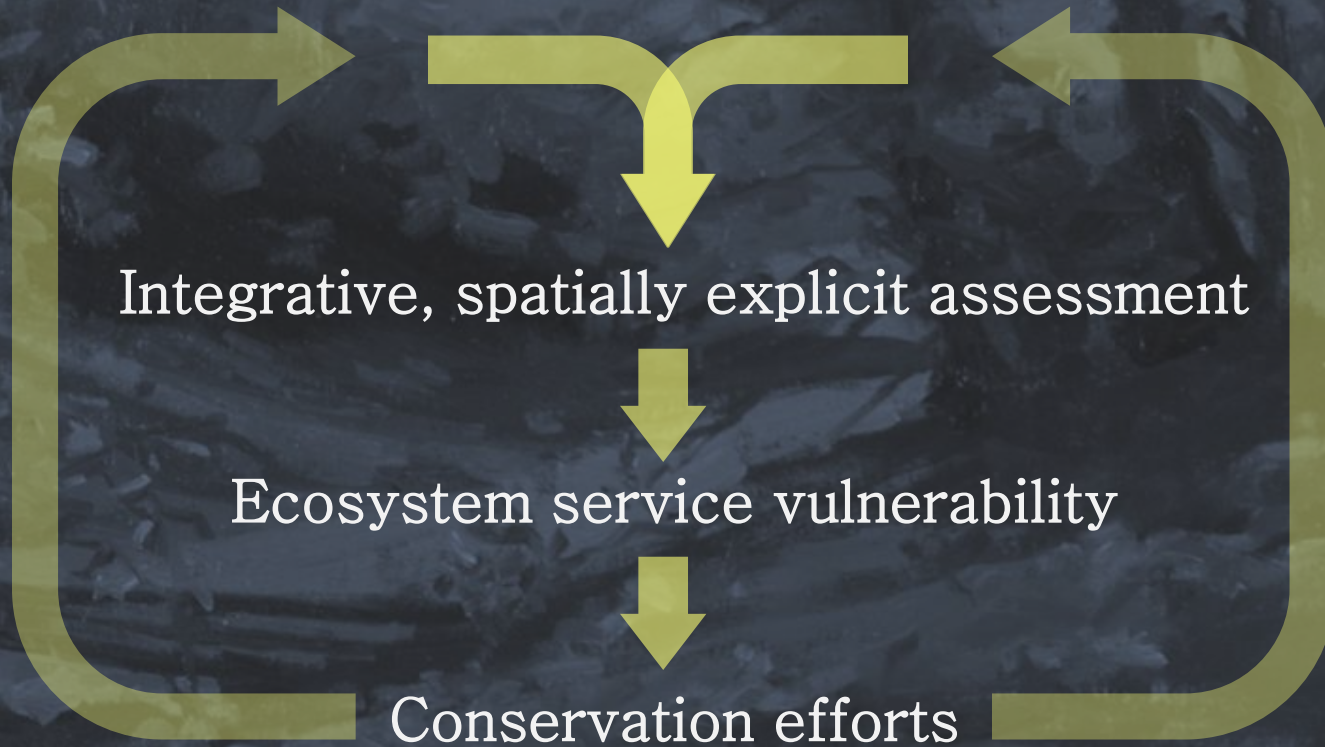 Integrative, spatially explicit assessment
Ecosystem service vulnerability
Conservation efforts